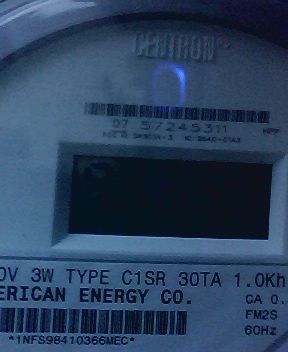 CENTRON
07 57245311
0V 3W TYPE C1SR 30TA 1.0Kh
ERICAN ENERGY CO.
CA 0.
FM2S
60Hz
*1NFS98410366MEC*